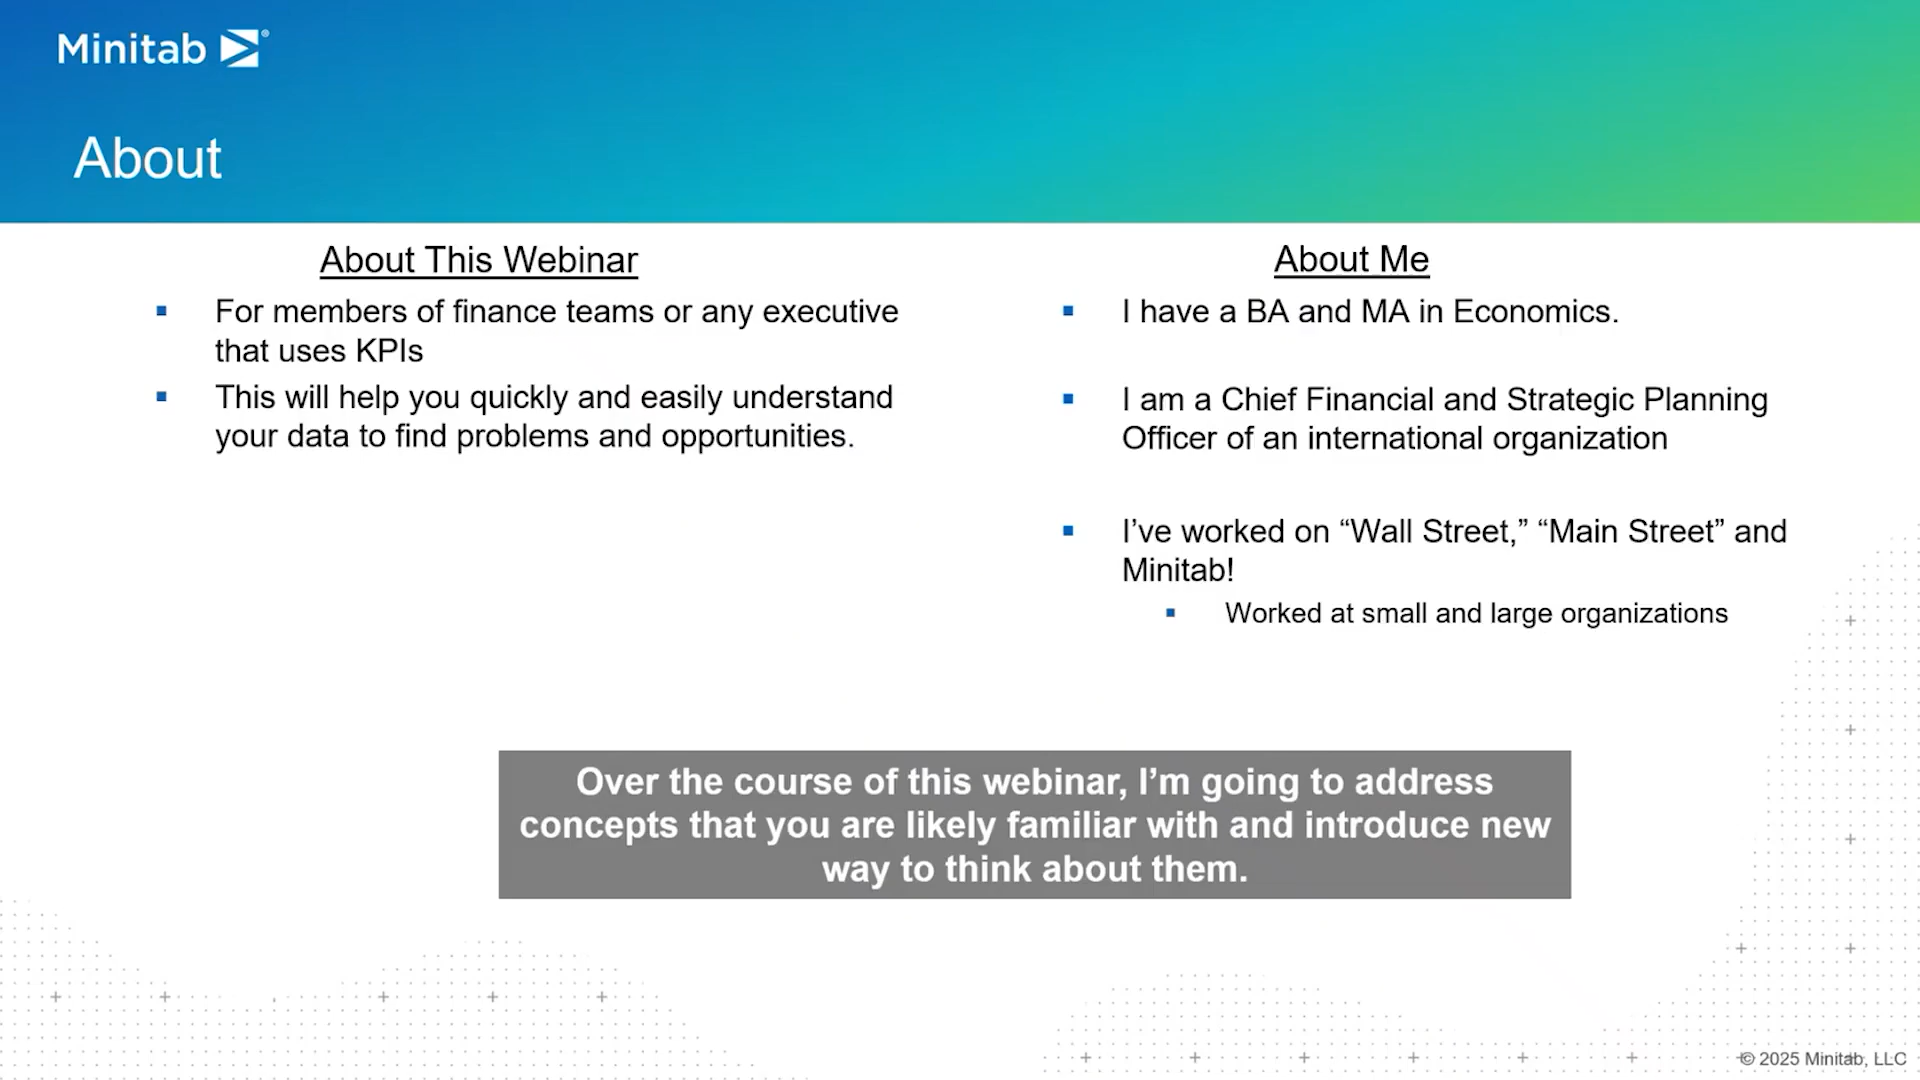 Minitab
About
About This Webinar
For members of finance teams or any executive
that uses KPIs
This will help you quickly and easily understand
your data to find problems and opportunities.
About Me
I have a BA and MA in Economics.
I am a Chief Financial and Strategic Planning
Officer of an international organization
I’ve worked on “Wall Street,” “Main Street” and
Minitab!
Worked at small and large organizations
Over the course of this webinar, I’m going to address
concepts that you are likely familiar with and introduce new
way to think about them.
© 2025 Minitab, LLC